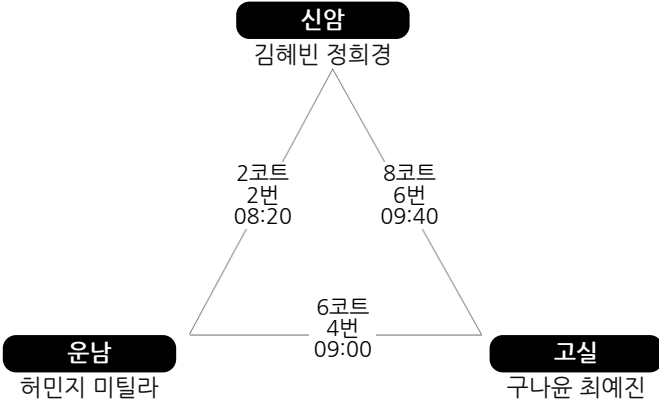 신암
김혜빈 정희경
2코트
2번
08:20
8코트
6번
09:40
6코트
4번
09:00
운남
허민지 미틸라
고실
구나윤 최예진